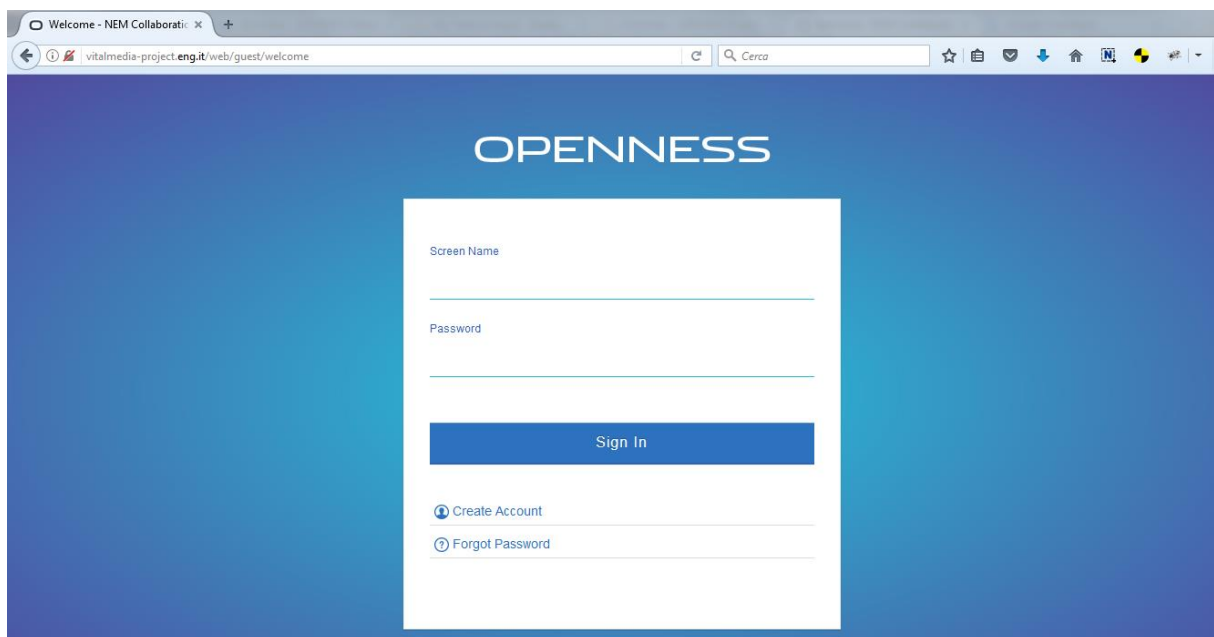 Welcome - NEM Collaboratic
vitalmedia-project.eng.it/web/guest/welcome
Cerca
N
OPENNESS
Screen Name
Password
Sign In
Create Account
Forgot Password